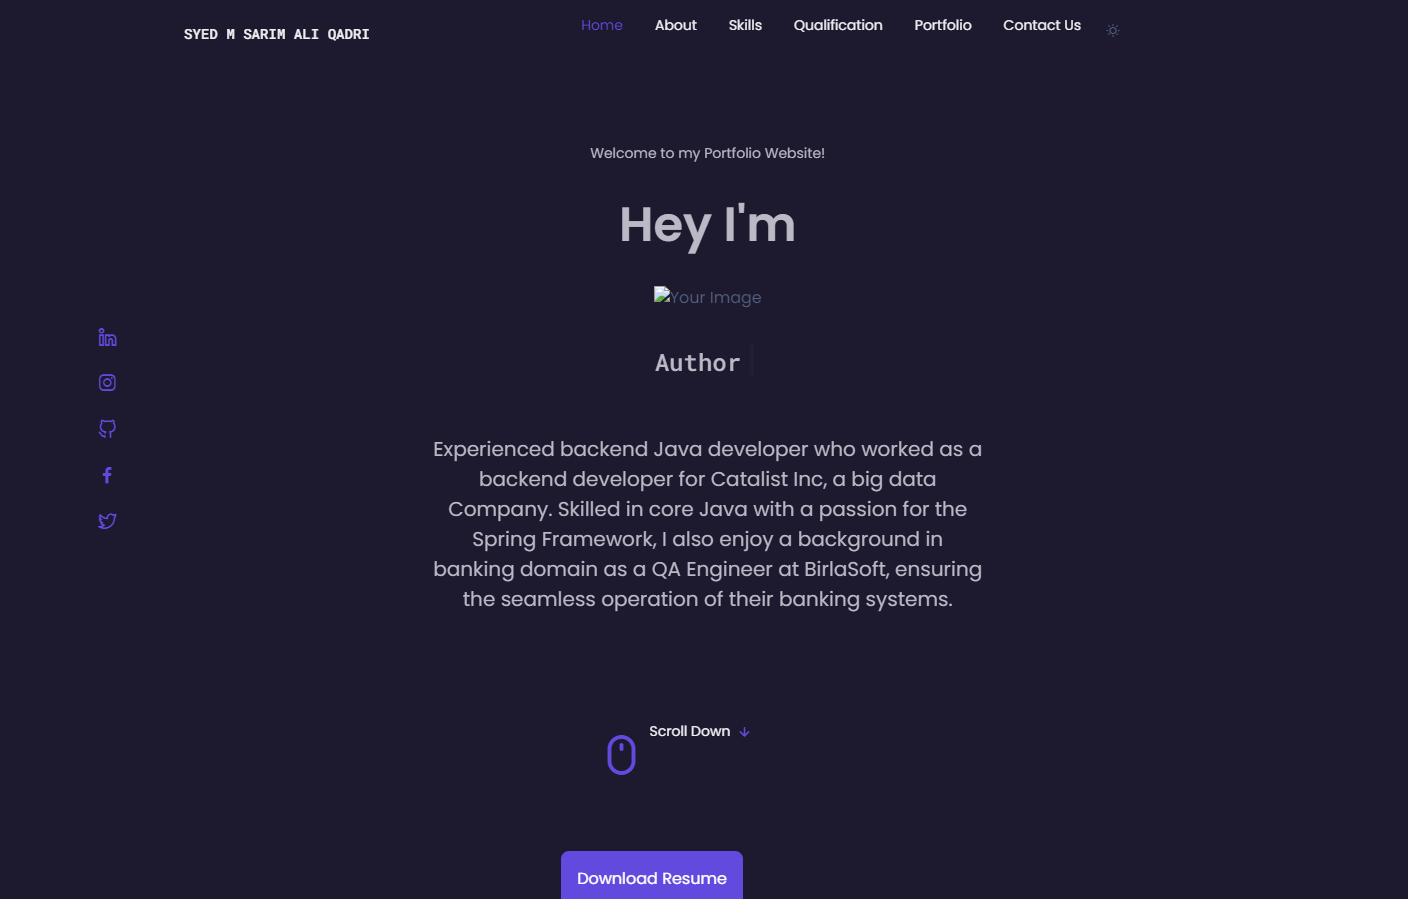 SYED M SARIM ALI QADRI
Home About Skills Qualification Portfolio Contact Us
Welcome to my Portfolio Website!
Hey I'm
Your Image
Author
Experienced backend Java developer who worked as a
backend developer for Catalist Inc, a big data
Company. Skilled in core Java with a passion for the
Spring Framework, I also enjoy a background in
banking domain as a QA Engineer at BirlaSoft, ensuring
the seamless operation of their banking systems.
Scroll Down
Download Resume